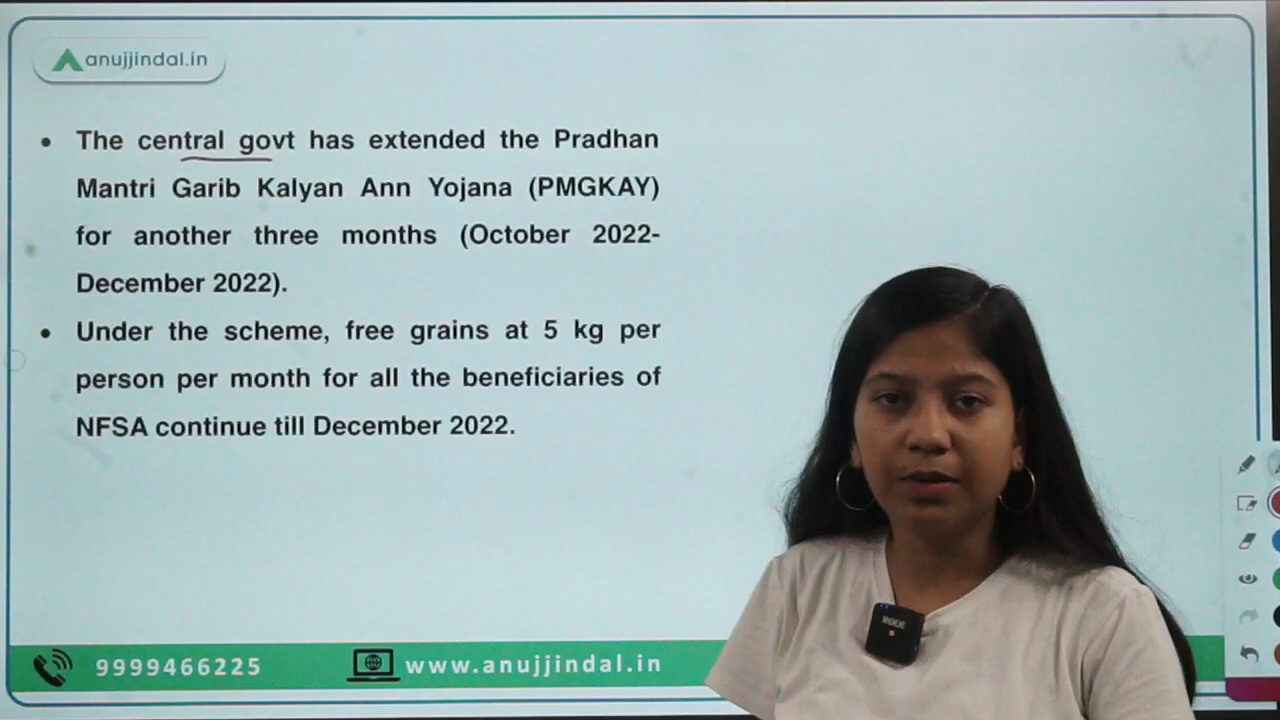 anujjindal.in
• The central govt has extended the Pradhan
Mantri Garib Kalyan Ann Yojana (PMGKAY)
for another three months (October 2022-
December 2022).
• Under the scheme, free grains at 5 kg per
person per month for all the beneficiaries of
NFSA continue till December 2022.
RODE
9999466225 www.anujjindal.in